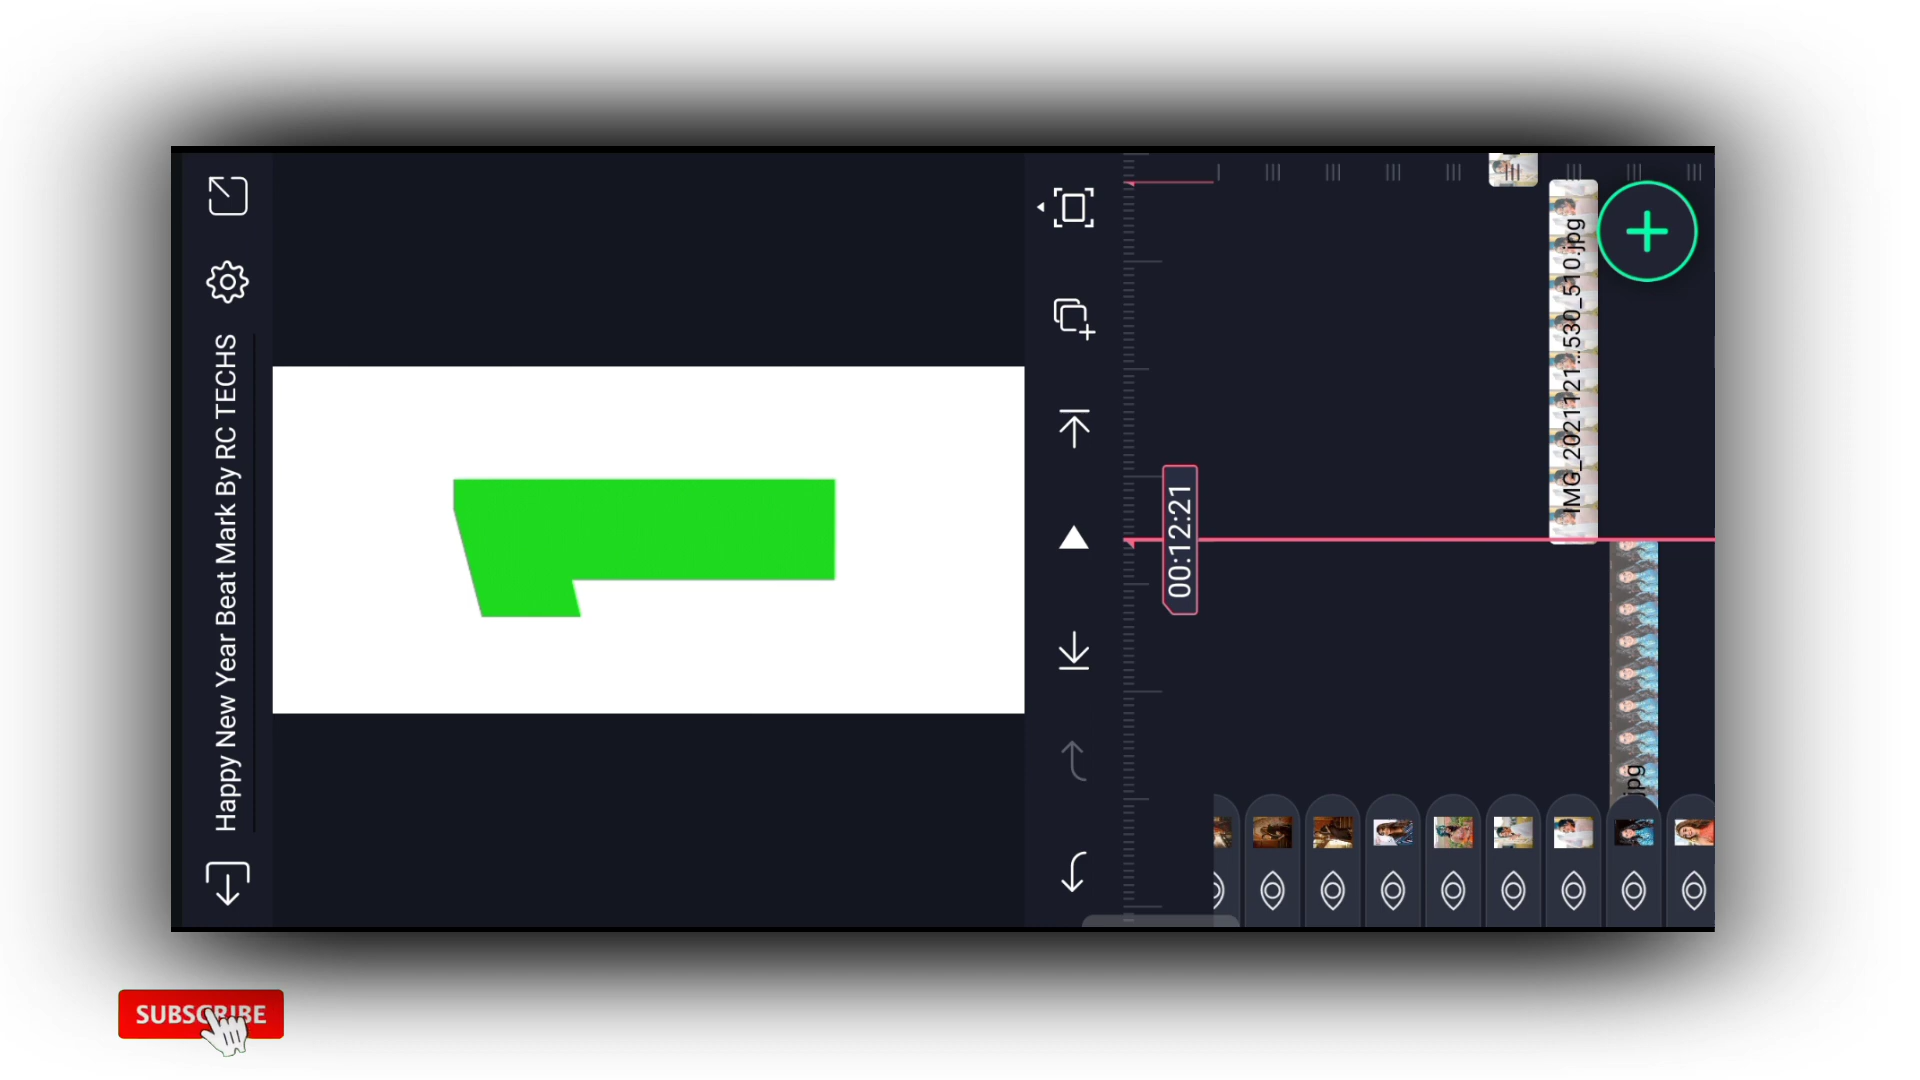 Happy New Year Beat Mark By RC TECHS
00:12:21
IMG_20211121...530_510.jpg
jpg
SUBSCRIBE